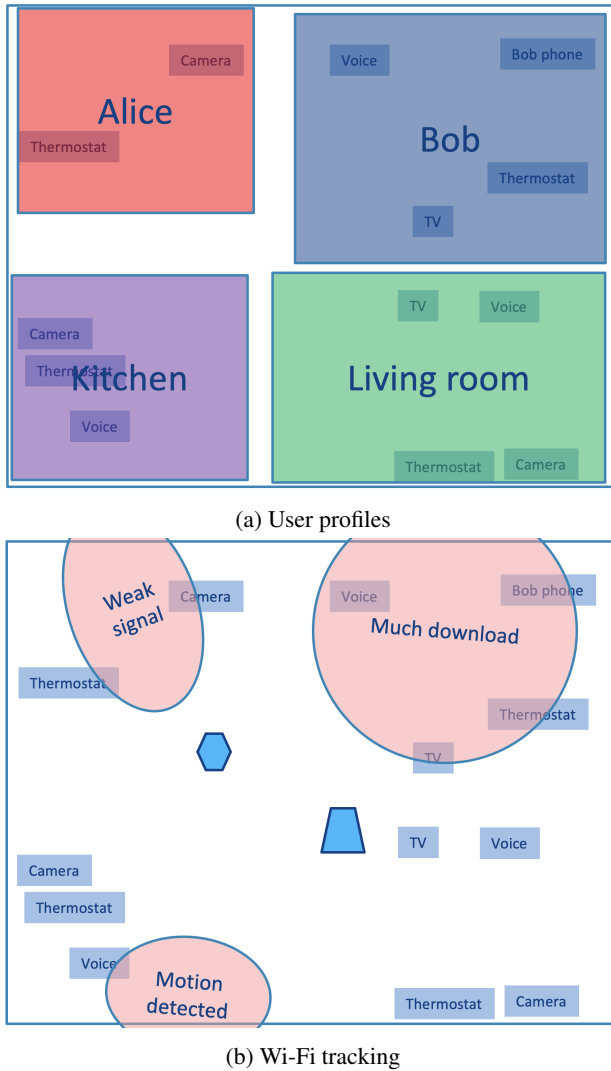 Camera
Voice
Bob phone
Alice
Bob
Thermostat
Thermostat
TV
TV
Voice
Camera
Thermostat
Kitchen
Living room
Voice
Thermostat
Camera
(a) User profiles
Weak
signal
Camera
Voice
Bob phone
Much download
Thermostat
Thermostat
TV
TV
Voice
Camera
Thermostat
Voice
Motion
detected
Thermostat
Camera
(b) Wi-Fi tracking